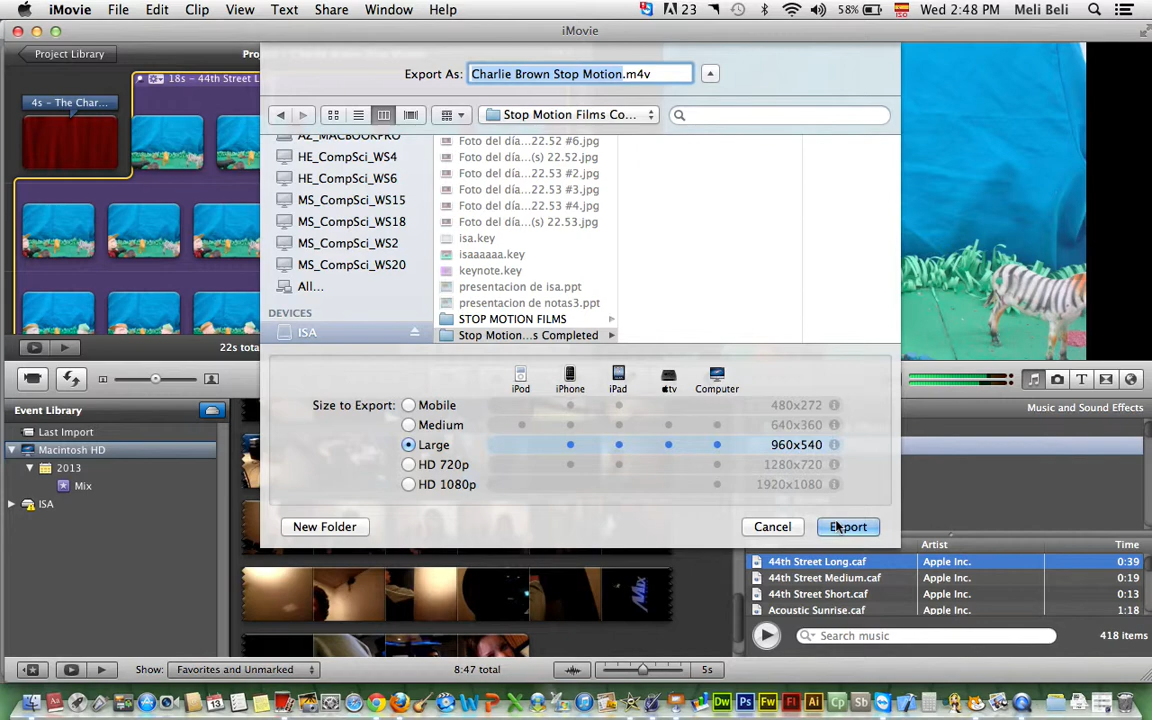 iMovie File Edit Clip View Text Share Window Help 23 58% ISO Wed 2:48 PM Meli Beli
iMovie
Project Library
Export As: Charlie Brown Stop Motion.m4v
18s - 44th Street L
4s - The Char...
Stop Motion Films Co...
AZ_MACBOOKPRO
HE_CompSci_WS4
HE_CompSci_WS6
MS_CompSci_WS15
MS_CompSci_WS18
MS_CompSci_WS2
MS_CompSci_WS20
All...
DEVICES
ISA
Foto del día...22.52 #6.jpg
Foto del día...(s) 22.52.jpg
Foto del día...22.53 #2.jpg
Foto del día...22.53 #3.jpg
Foto del día...22.53 #4.jpg
Foto del día...(s) 22.53.jpg
isa.key
isaaaaaa.key
keynote.key
presentacion de isa.ppt
presentacion de notas3.ppt
STOP MOTION FILMS
Stop Motion...s Completed
22s tota
iPod iPhone iPad tv Computer
Size to Export: Mobile 480x272
Medium 640x360
Large 960x540
HD 720p 1280x720
HD 1080p 1920x1080
New Folder Cancel Export
Event Library
Last Import
Macintosh HD
2013
Mix
ISA
Music and Sound Effects
Artist Time
44th Street Long.caf Apple Inc. 0:39
44th Street Medium.caf Apple Inc. 0:19
44th Street Short.caf Apple Inc. 0:13
Acoustic Sunrise.caf Apple Inc. 1:18
Search music 418 items
Show: Favorites and Unmarked 8:47 total 5s